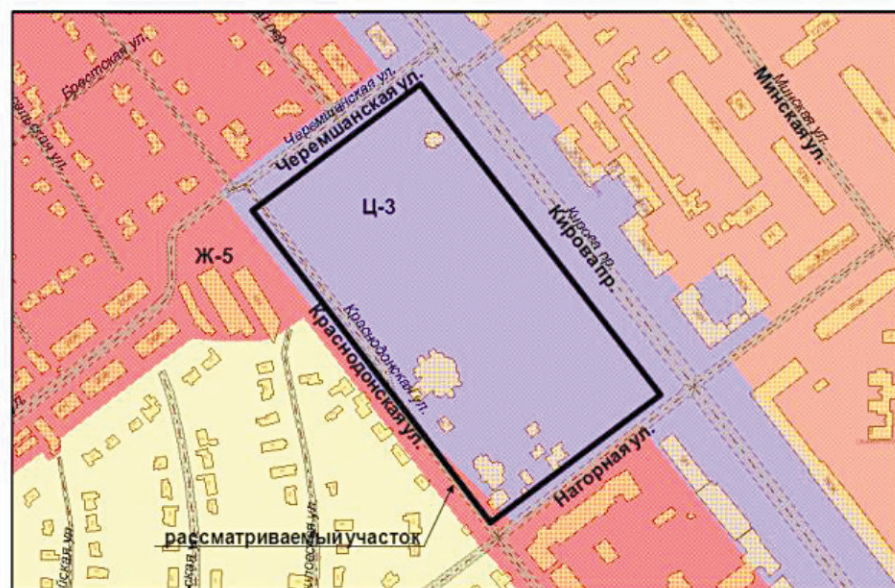 Брестская ул.
Черемшанская ул.
Черемшанская ул.
Минская ул.
Минская ул.
Ц-3
Кирова пр.
Кирова пр.
Ж-5
Краснодонская ул.
Краснодонская ул.
Нагорная ул.
рассматриваемый участок